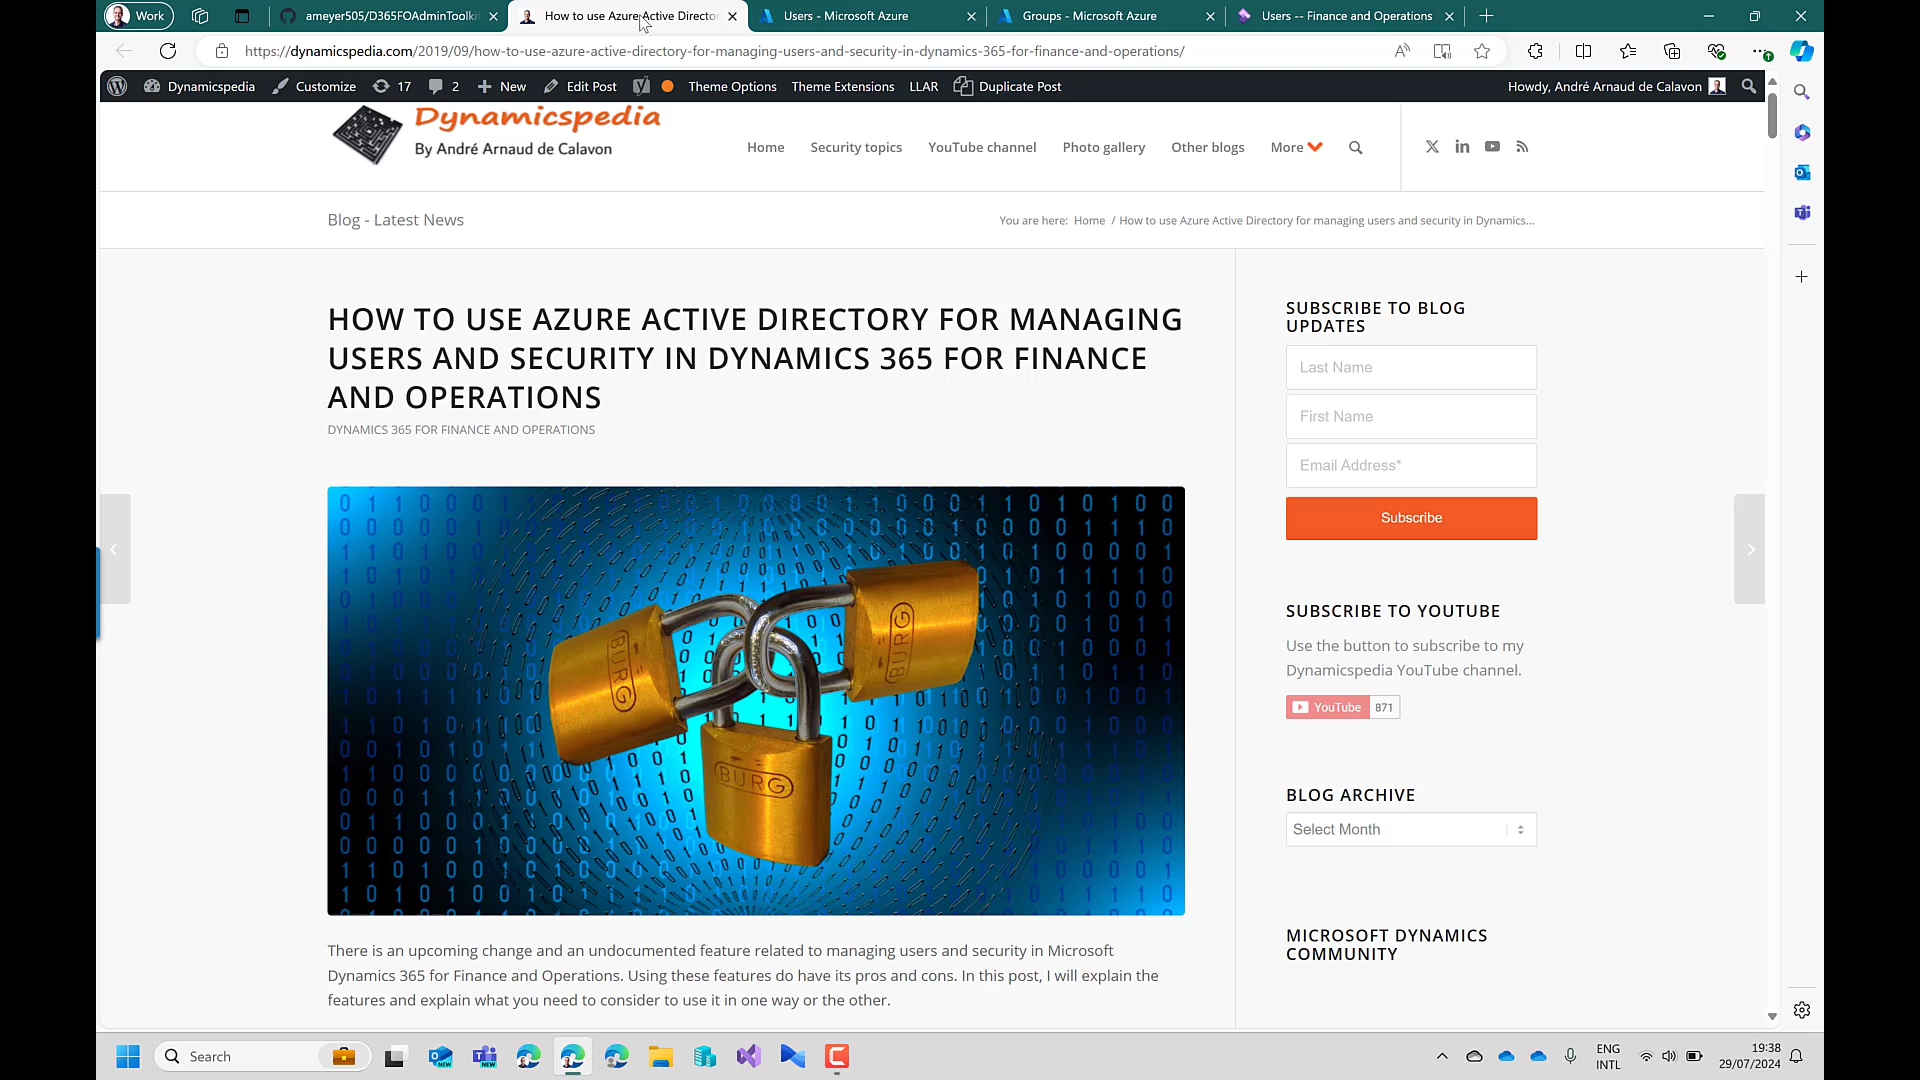 Work
ameyer505/D365FOAdminToolkit
How to use Azure Active Director
Users - Microsoft Azure
Groups - Microsoft Azure
Users -- Finance and Operations
https://dynamicspedia.com/2019/09/how-to-use-azure-active-directory-for-managing-users-and-security-in-dynamics-365-for-finance-and-operations/
Dynamicspedia
Customize
17
2
New
Edit Post
Theme Options
Theme Extensions
LLAR
Duplicate Post
Howdy, André Arnaud de Calavon
Dynamicspedia
By André Arnaud de Calavon
Home
Security topics
YouTube channel
Photo gallery
Other blogs
More
Blog - Latest News
You are here: Home / How to use Azure Active Directory for managing users and security in Dynamics...
HOW TO USE AZURE ACTIVE DIRECTORY FOR MANAGING
USERS AND SECURITY IN DYNAMICS 365 FOR FINANCE
AND OPERATIONS
DYNAMICS 365 FOR FINANCE AND OPERATIONS
BURG
BURG
BURG
There is an upcoming change and an undocumented feature related to managing users and security in Microsoft
Dynamics 365 for Finance and Operations. Using these features do have its pros and cons. In this post, I will explain the
features and explain what you need to consider to use it in one way or the other.
SUBSCRIBE TO BLOG
UPDATES
Last Name
First Name
Email Address*
Subscribe
SUBSCRIBE TO YOUTUBE
Use the button to subscribe to my
Dynamicspedia YouTube channel.
YouTube 871
BLOG ARCHIVE
Select Month
MICROSOFT DYNAMICS
COMMUNITY
Search
NEW
NEW
ENG
INTL
19:38
29/07/2024